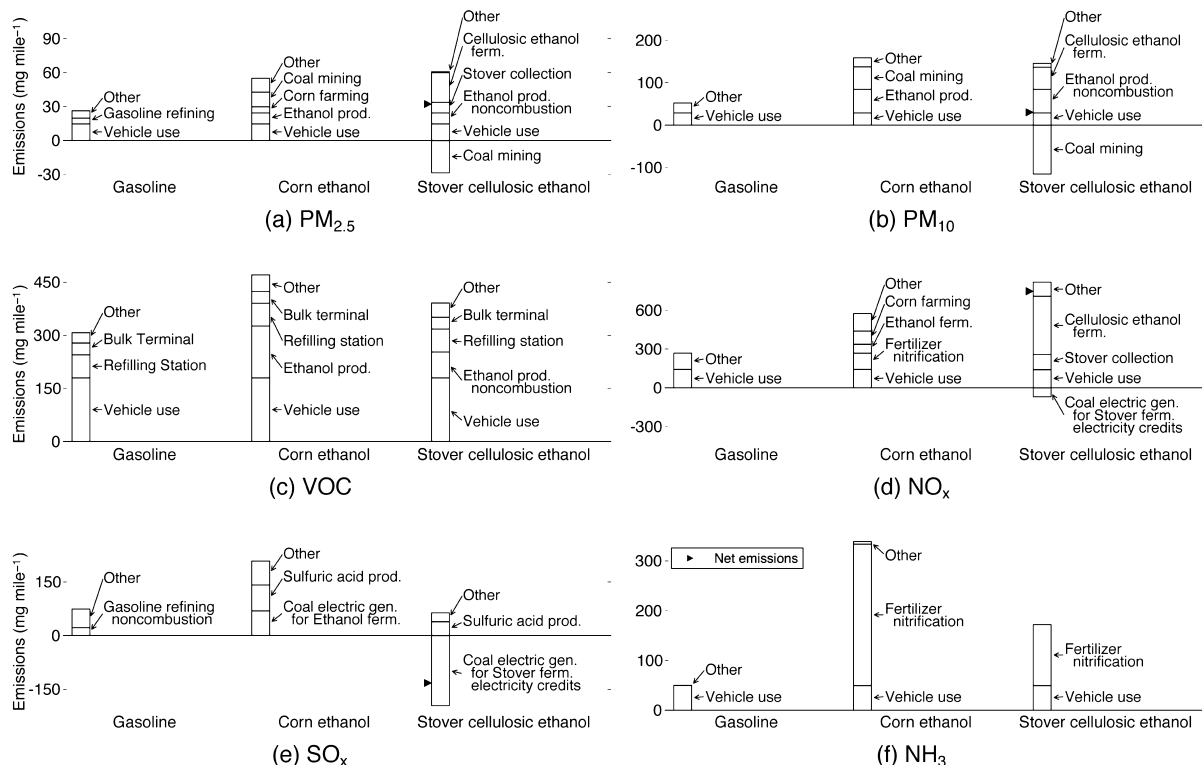 Emissions (mg mile⁻¹)
90
60
30
0
-30
Other
Gasoline refining
Vehicle use
Other
Coal mining
Corn farming
Ethanol prod.
Vehicle use
Other
Cellulosic ethanol
ferm.
Stover collection
Ethanol prod.
noncombustion
Vehicle use
Coal mining
Gasoline
Corn ethanol
Stover cellulosic ethanol
(a) PM₂.₅
200
100
0
-100
Other
Vehicle use
Other
Coal mining
Ethanol prod.
Vehicle use
Other
Cellulosic ethanol
ferm.
Ethanol prod.
noncombustion
Vehicle use
Coal mining
Gasoline
Corn ethanol
Stover cellulosic ethanol
(b) PM₁₀
Emissions (mg mile⁻¹)
450
300
150
0
Other
Bulk Terminal
Refilling Station
Vehicle use
Other
Bulk terminal
Refilling station
Ethanol prod.
Vehicle use
Other
Bulk terminal
Refilling station
Ethanol prod.
noncombustion
Vehicle use
Gasoline
Corn ethanol
Stover cellulosic ethanol
(c) VOC
600
300
0
-300
Other
Vehicle use
Other
Corn farming
Ethanol ferm.
Fertilizer
nitrification
Vehicle use
Other
Cellulosic ethanol
ferm.
Stover collection
Vehicle use
Coal electric gen.
for Stover ferm.
electricity credits
Gasoline
Corn ethanol
Stover cellulosic ethanol
(d) NOₓ
Emissions (mg mile⁻¹)
150
0
-150
Other
Gasoline refining
noncombustion
Other
Sulfuric acid prod.
Coal electric gen.
for Ethanol ferm.
Other
Sulfuric acid prod.
Coal electric gen.
for Stover ferm.
electricity credits
Gasoline
Corn ethanol
Stover cellulosic ethanol
(e) SOₓ
300
200
100
0
Net emissions
Other
Vehicle use
Other
Fertilizer
nitrification
Vehicle use
Fertilizer
nitrification
Vehicle use
Gasoline
Corn ethanol
Stover cellulosic ethanol
(f) NH₃